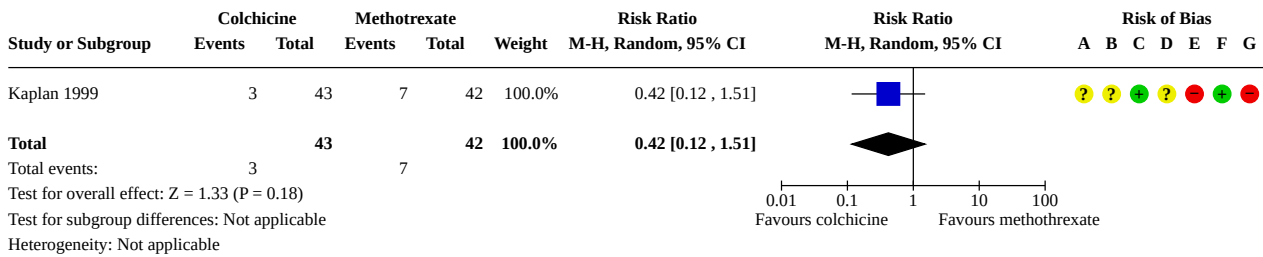 Colchicine Methotrexate Risk Ratio Risk Ratio Risk of Bias
Study or Subgroup Events Total Events Total Weight M-H, Random, 95% CI M-H, Random, 95% CI A B C D E F G
Kaplan 1999 3 43 7 42 100.0% 0.42 [0.12 , 1.51] ? ? + ? − + −
Total 43 42 100.0% 0.42 [0.12 , 1.51]
Total events: 3 7
Test for overall effect: Z = 1.33 (P = 0.18) 0.01 0.1 1 10 100
Test for subgroup differences: Not applicable Favours colchicine Favours methothrexate
Heterogeneity: Not applicable